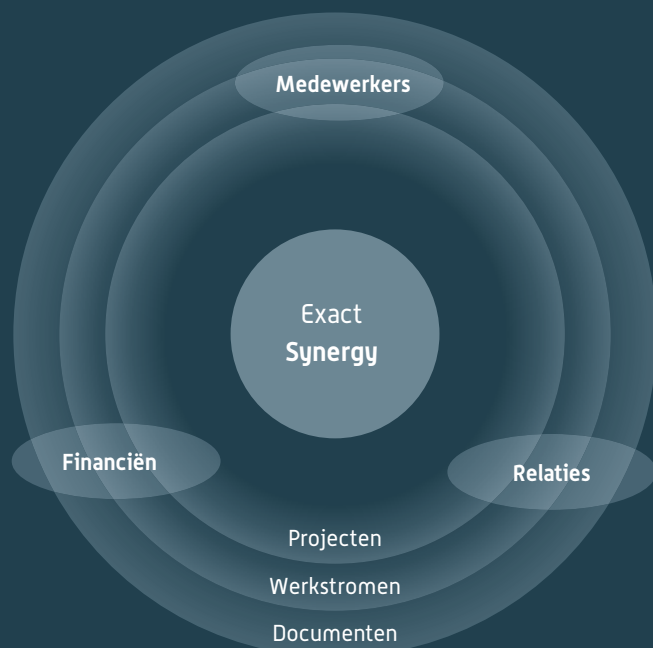 Medewerkers
Exact
Synergy
Financiën
Relaties
Projecten
Werkstromen
Documenten